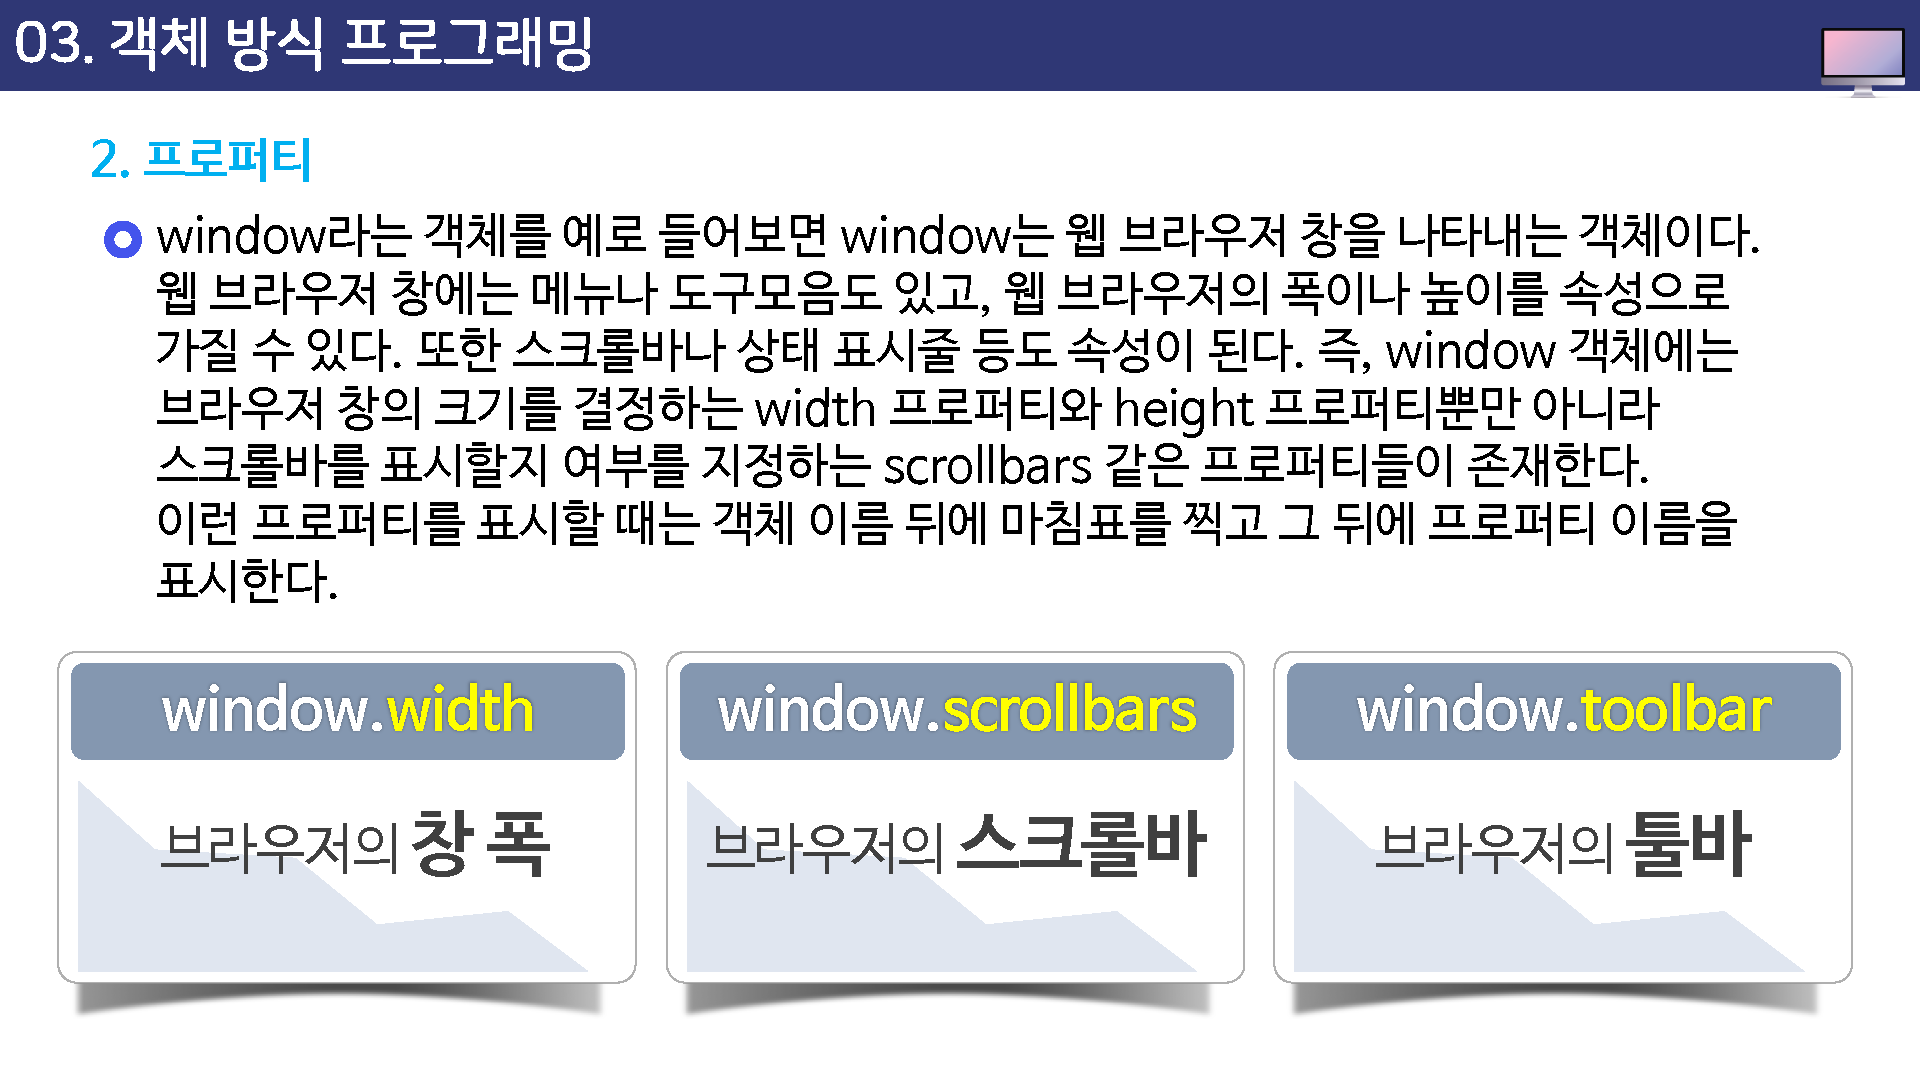 03. 객체 방식 프로그래밍
2. 프로퍼티
window라는 객체를 예로 들어보면 window는 웹 브라우저 창을 나타내는 객체이다.
웹 브라우저 창에는 메뉴나 도구모음도 있고, 웹 브라우저의 폭이나 높이를 속성으로
가질 수 있다. 또한 스크롤바나 상태 표시줄 등도 속성이 된다. 즉, window 객체에는
브라우저 창의 크기를 결정하는 width 프로퍼티와 height 프로퍼티뿐만 아니라
스크롤바를 표시할지 여부를 지정하는 scrollbars 같은 프로퍼티들이 존재한다.
이런 프로퍼티를 표시할 때는 객체 이름 뒤에 마침표를 찍고 그 뒤에 프로퍼티 이름을
표시한다.
window.width
브라우저의 창 폭
window.scrollbars
브라우저의 스크롤바
window.toolbar
브라우저의 툴바